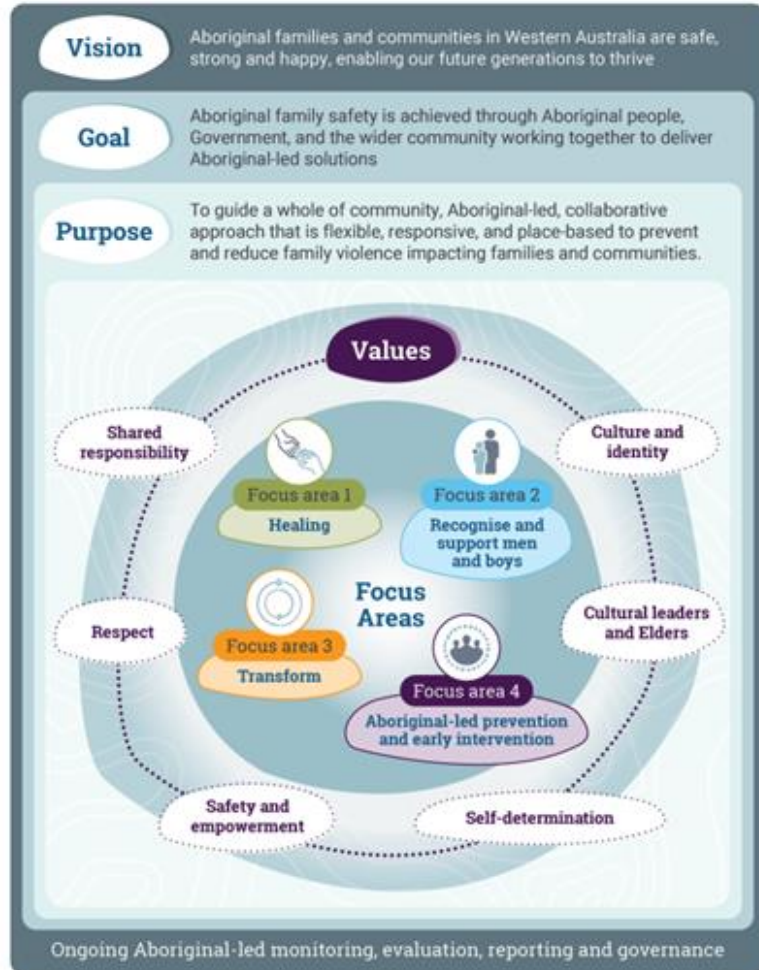 Vision
Aboriginal families and communities in Western Australia are safe,
strong and happy, enabling our future generations to thrive
Goal
Aboriginal family safety is achieved through Aboriginal people,
Government, and the wider community working together to deliver
Aboriginal-led solutions
Purpose
To guide a whole of community, Aboriginal-led, collaborative
approach that is flexible, responsive, and place-based to prevent
and reduce family violence impacting families and communities.
Values
Shared
responsibility
Culture and
identity
Focus area 1
Healing
Focus area 2
Recognise and
support men
and boys
Focus
Areas
Respect
Cultural leaders
and Elders
Focus area 3
Transform
Focus area 4
Aboriginal-led prevention
and early intervention
Safety and
empowerment
Self-determination
Ongoing Aboriginal-led monitoring, evaluation, reporting and governance